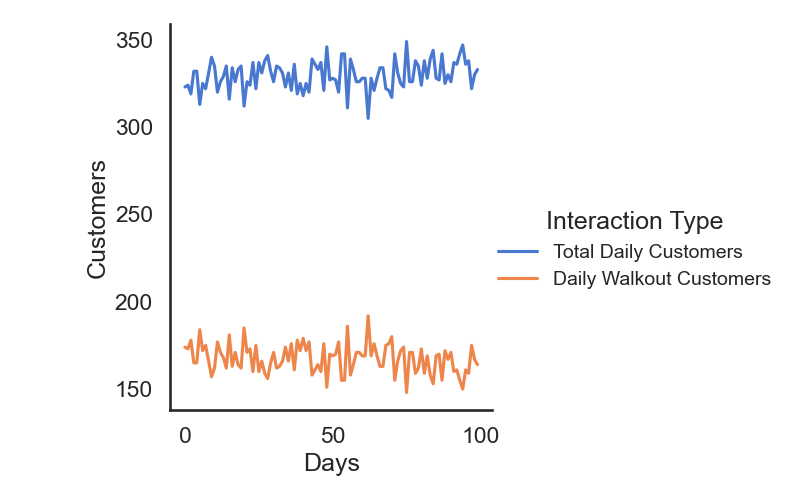 350
300
250
200
150
Customers
0 50 100
Days
Interaction Type
Total Daily Customers
Daily Walkout Customers